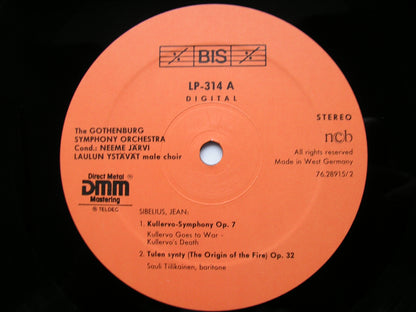 BIS
LP-314 A
DIGITAL
STEREO
The GOTHENBURG
SYMPHONY ORCHESTRA
Cond.: NEEME JÄRVI
LAULUN YSTÄVÄT male choir
ncb
All rights reserved
Made in West Germany
76.28915/2
Direct Metal ®
DMM
Mastering
® TELDEC
SIBELIUS, JEAN:
1. Kullervo-Symphony Op. 7
Kullervo Goes to War -
Kullervo's Death
2. Tulen synty (The Origin of the Fire) Op. 32
Sauli Tiilikainen, baritone